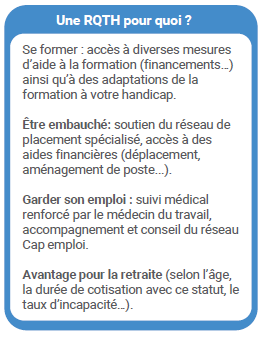 Une RQTH pour quoi ?
Se former : accès à diverses mesures
d'aide à la formation (financements...)
ainsi qu'à des adaptations de la
formation à votre handicap.
Être embauché: soutien du réseau de
placement spécialisé, accès à des
aides financières (déplacement,
aménagement de poste...).
Garder son emploi : suivi médical
renforcé par le médecin du travail,
accompagnement et conseil du réseau
Cap emploi.
Avantage pour la retraite (selon l'âge,
la durée de cotisation avec ce statut, le
taux d'incapacité...).